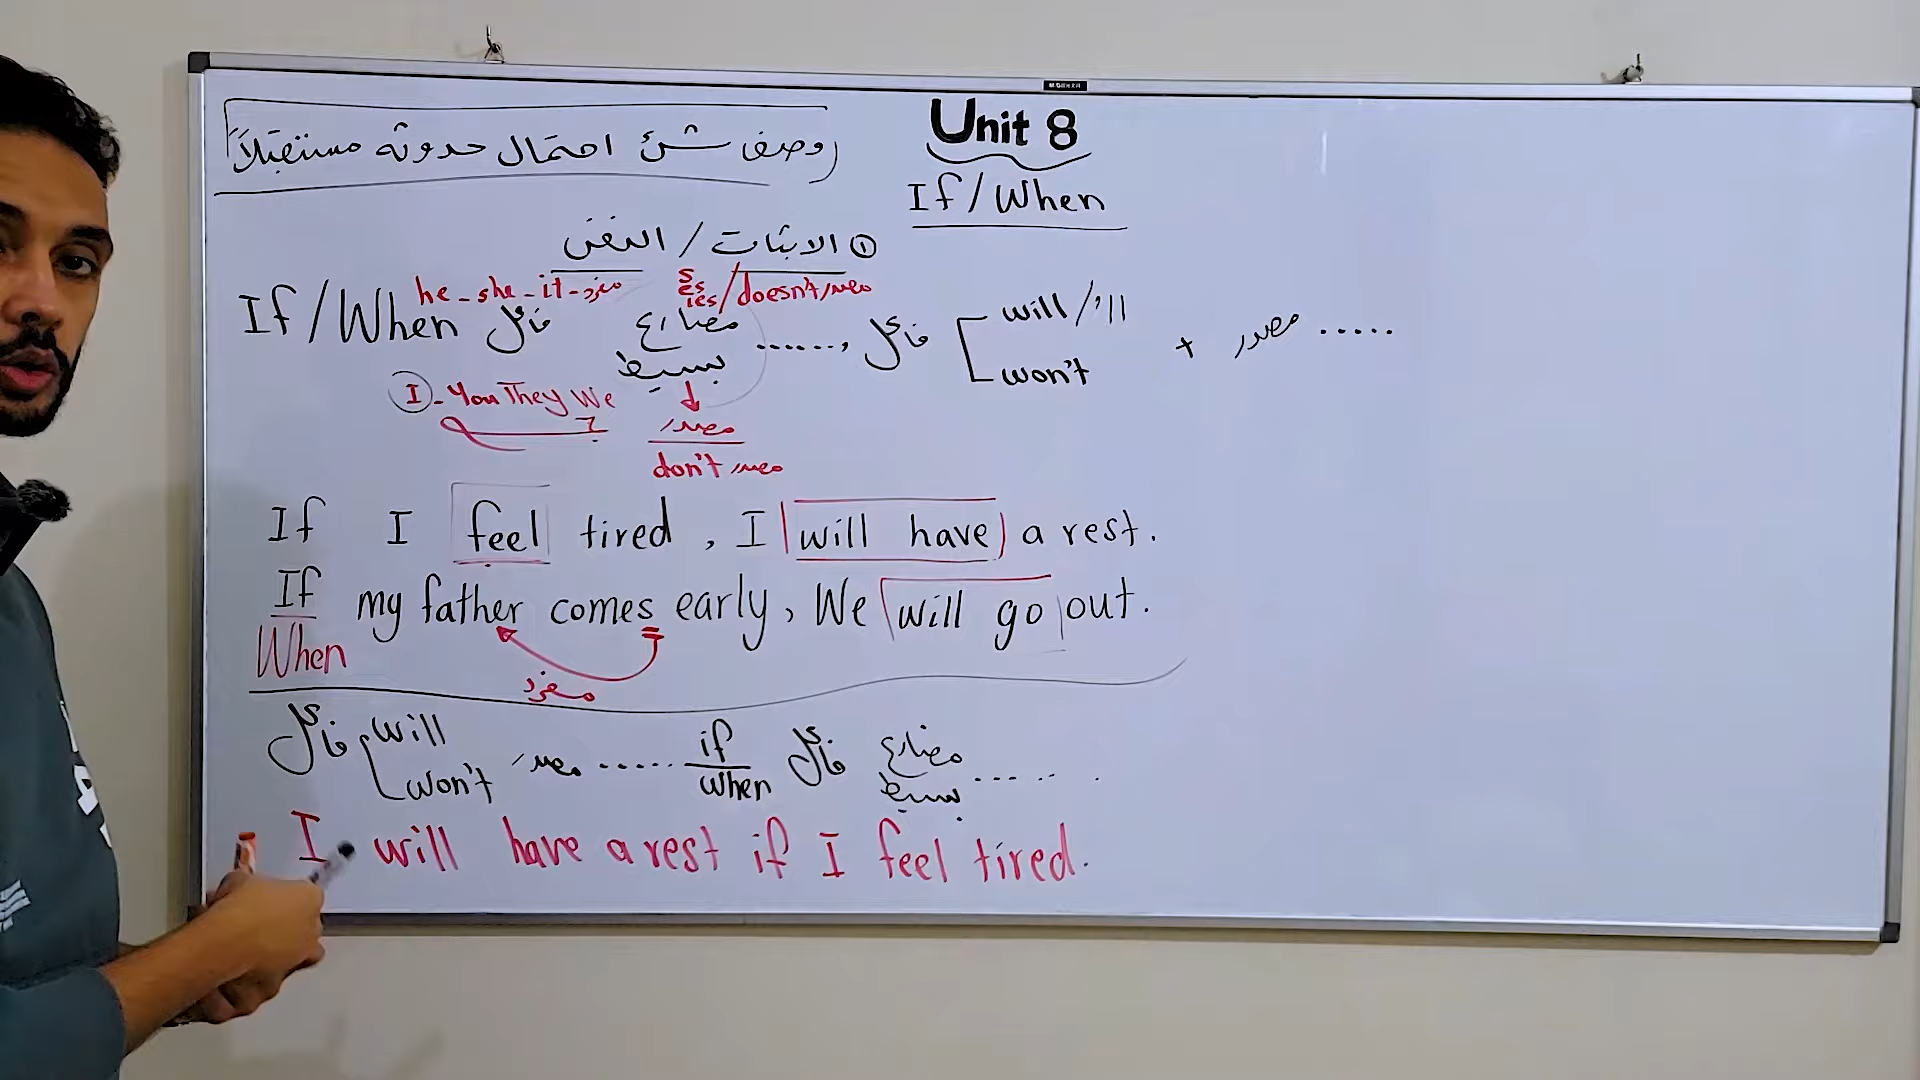 Unit 8
If / When
وصف شئ احتمال حدوثه مستقبلاً
① الاثبات / النفى
he - she - it - مفرد s es ies / doesn't مصدر
If / When فاعل مضارع بسيط ......, فاعل will / 'll won't + مصدر .....
I - You They We مصدر
don't مصدر
If I feel tired , I will have a rest.
If my father comes early, We will go out.
When
مفرد
فاعل will won't مصدر ...... if when فاعل مضارع بسيط ......
I will have a rest if I feel tired.